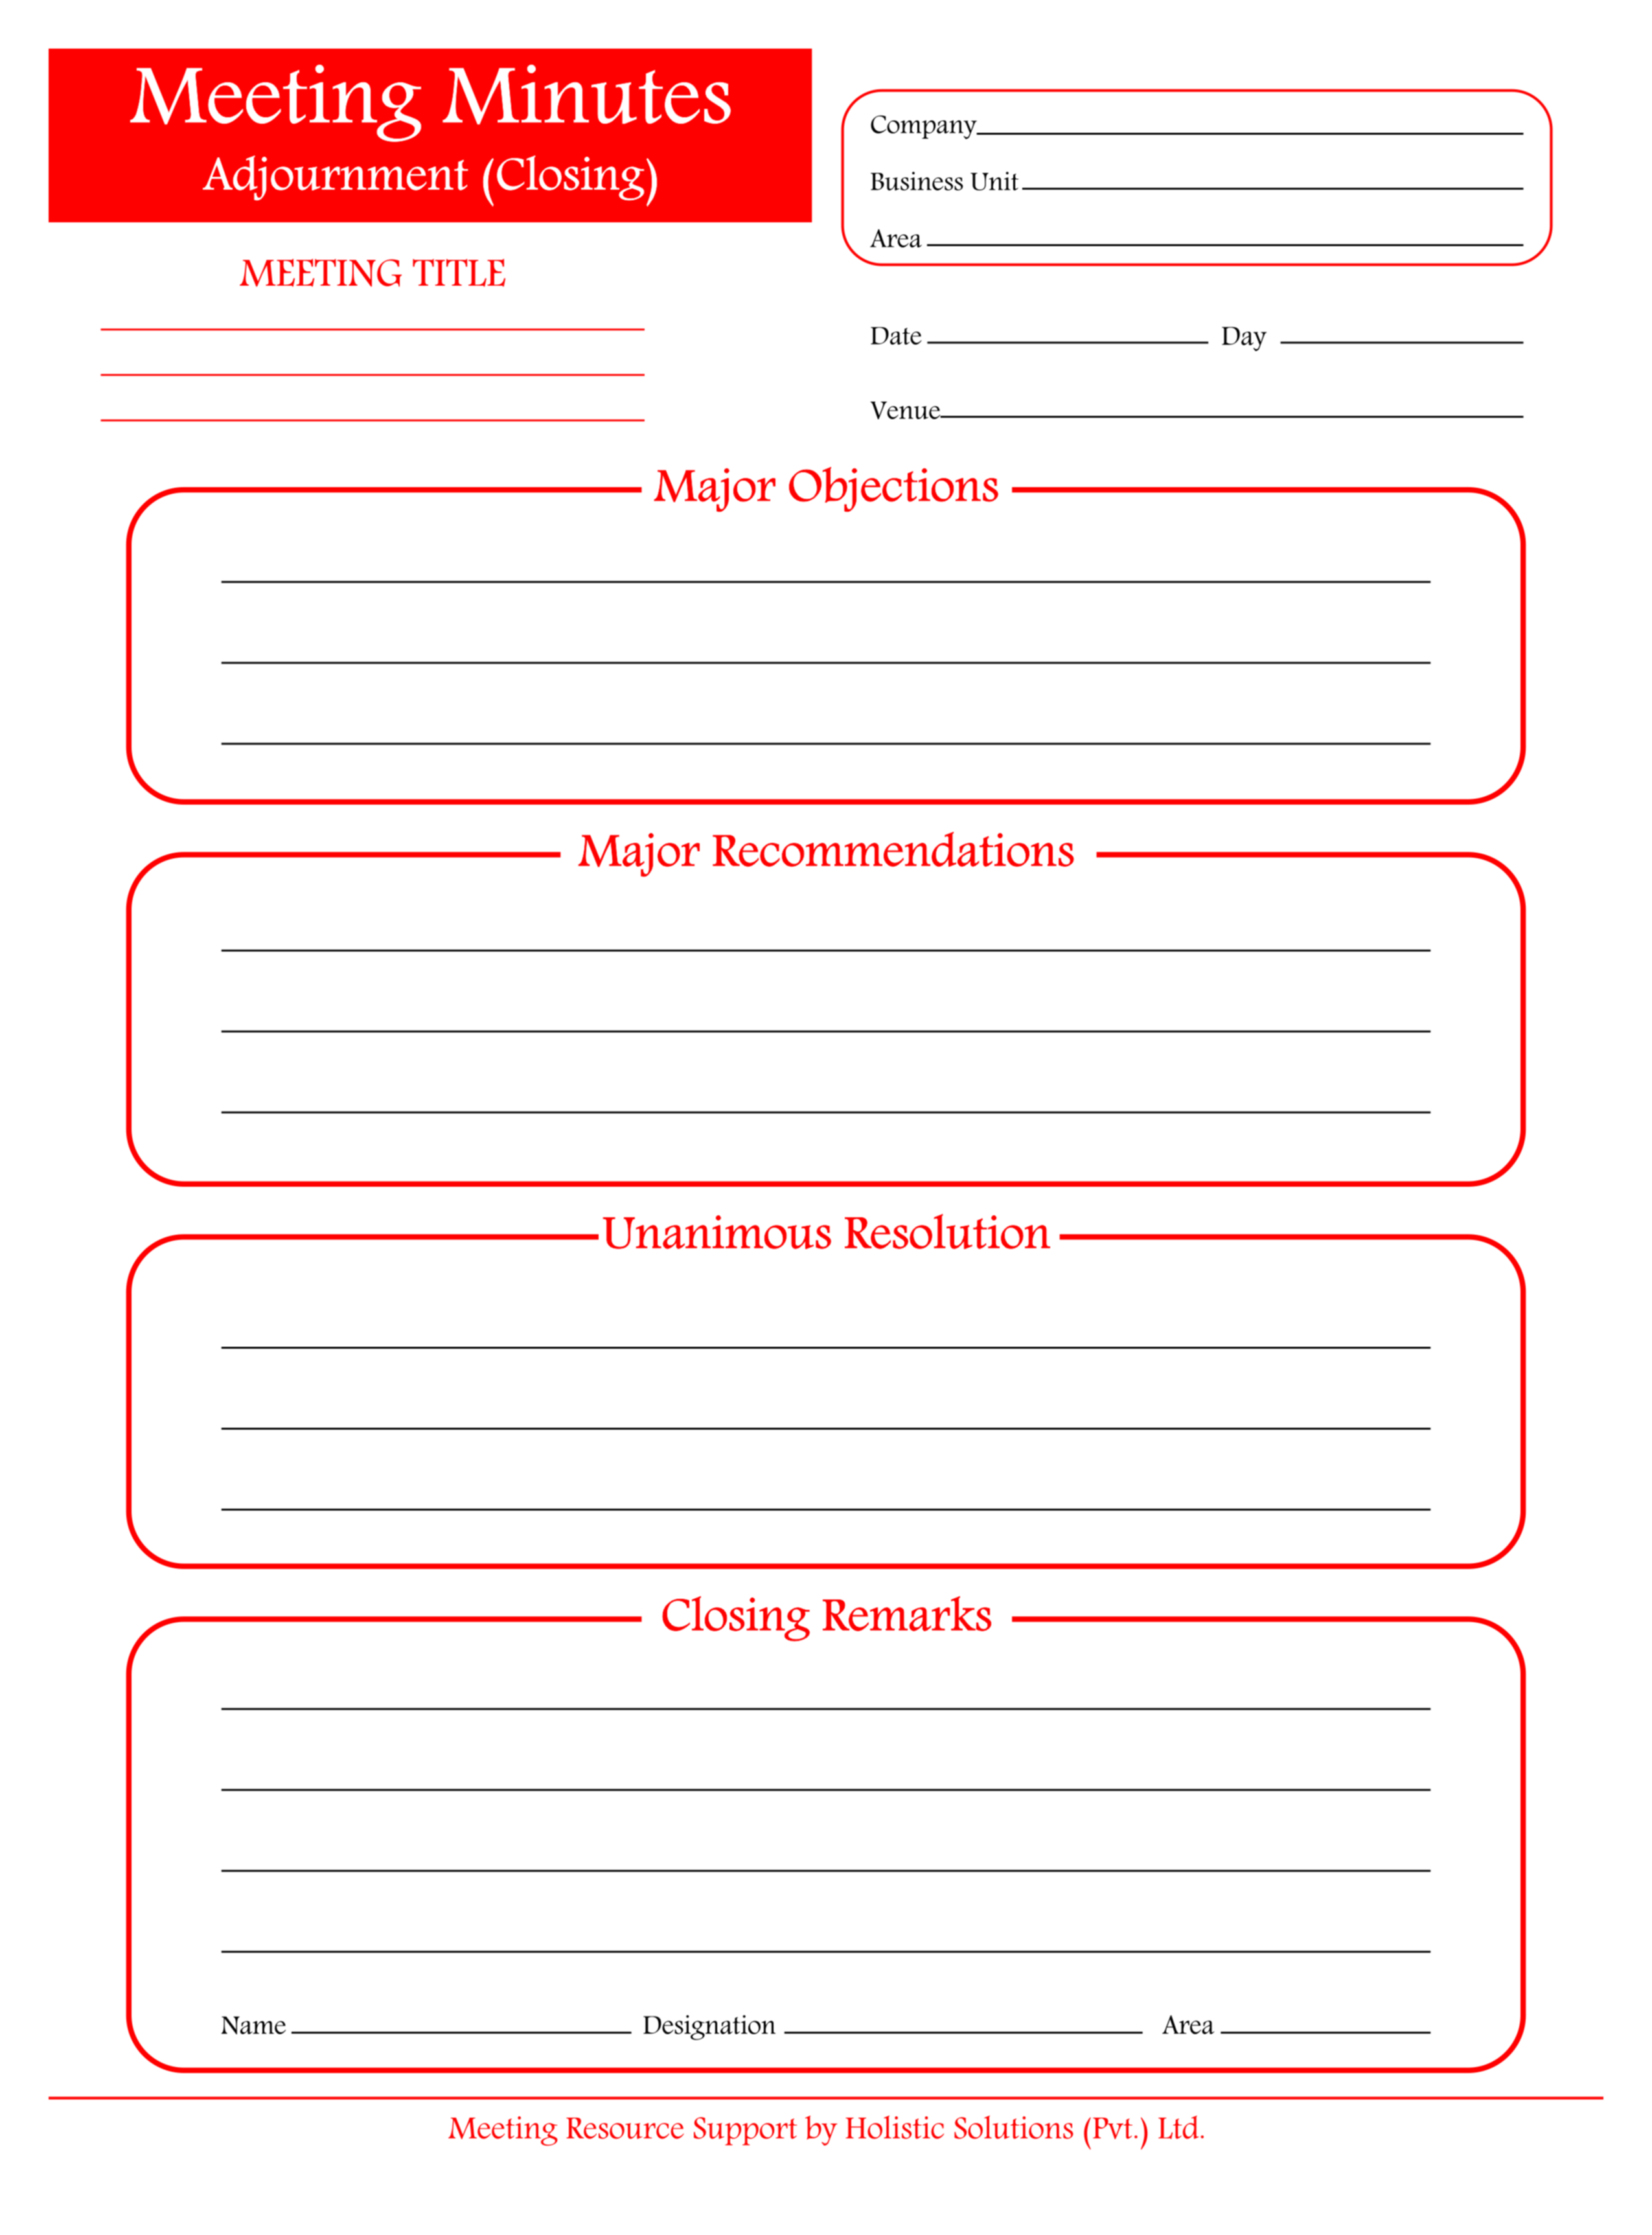 Meeting Minutes
Adjournment (Closing)
Company
Business Unit
Area
MEETING TITLE
Date Day
Venue
Major Objections
Major Recommendations
Unanimous Resolution
Closing Remarks
Name Designation Area
Meeting Resource Support by Holistic Solutions (Pvt.) Ltd.